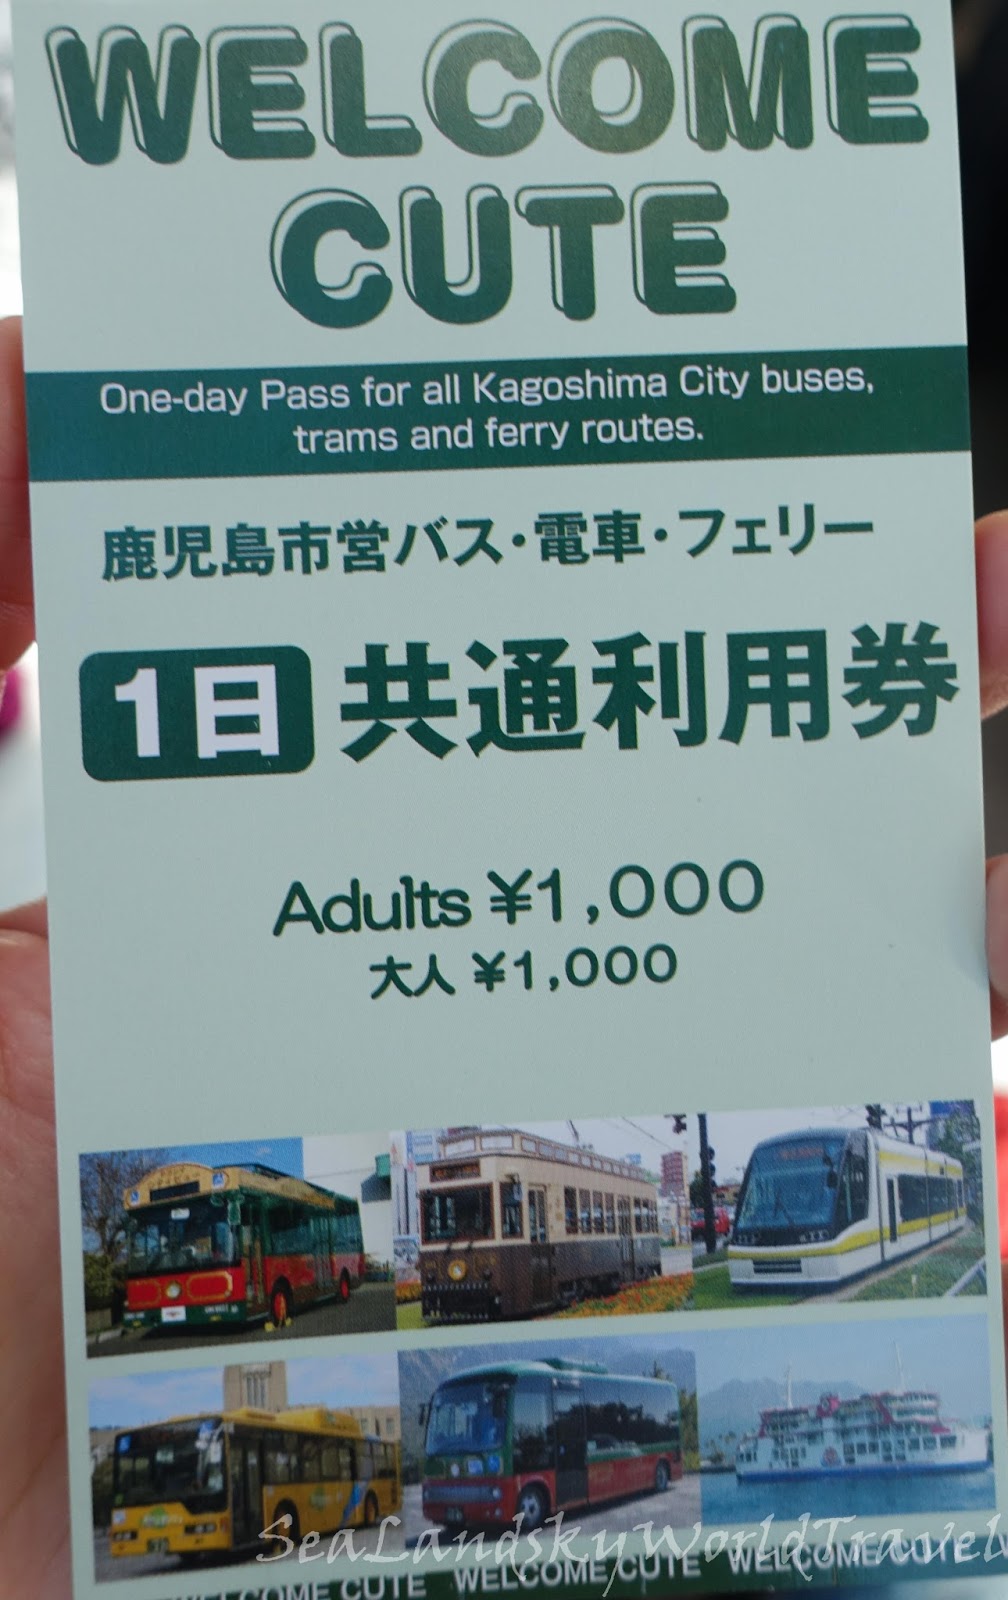 WELCOME
CUTE
One-day Pass for all Kagoshima City buses,
trams and ferry routes.
鹿児島市営バス・電車・フェリー
1日 共通利用券
Adults ¥1,000
大人 ¥1,000
SeaLandskyWorldTravel
WELCOME CUTE WELCOME CUTE WELCOME CUTE